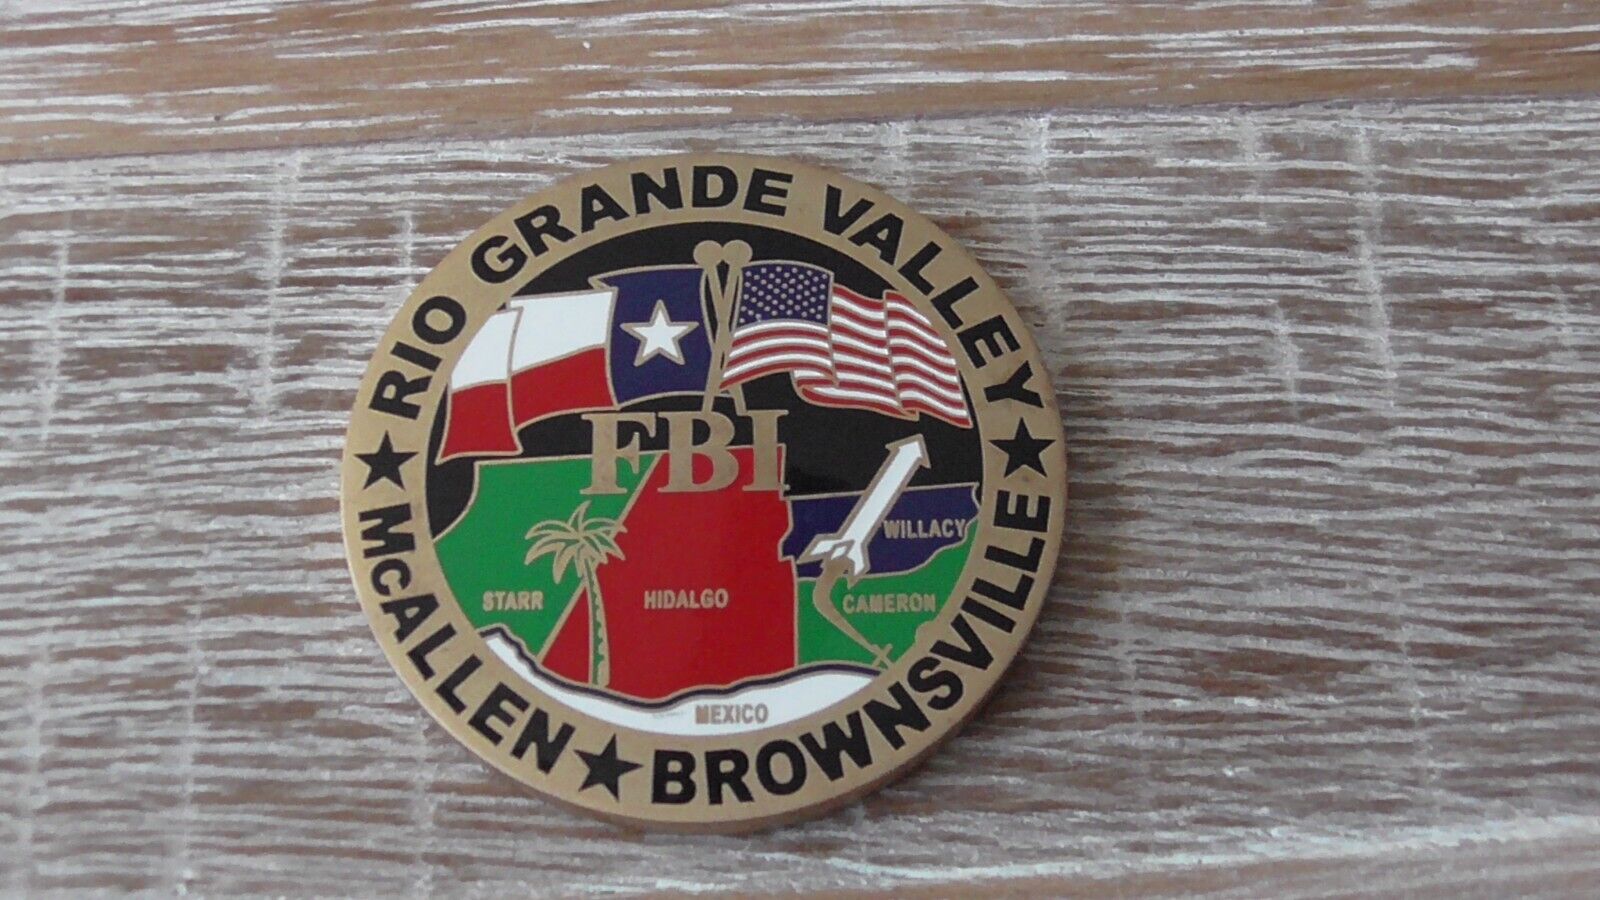 RIO GRANDE VALLEY
FBI
WILLACY
STARR
HIDALGO
CAMERON
MEXICO
McALLEN
BROWNSVILLE